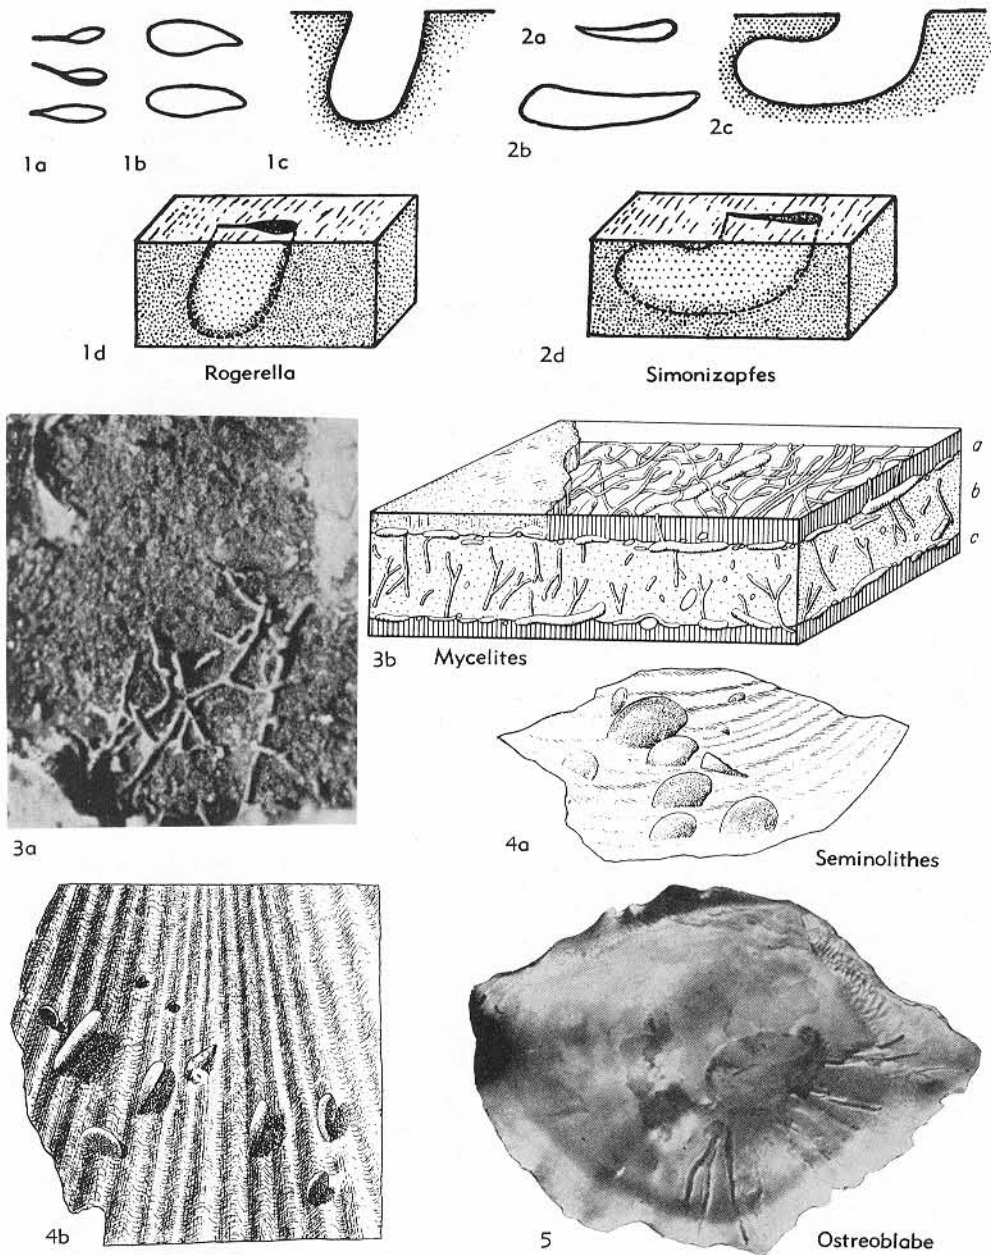 1a
1b
1c
2a
2b
2c
1d
Rogerella
2d
Simonizapfes
a
b
c
3b
Mycelites
3a
4a
Seminolithes
4b
5
Ostreoblabe